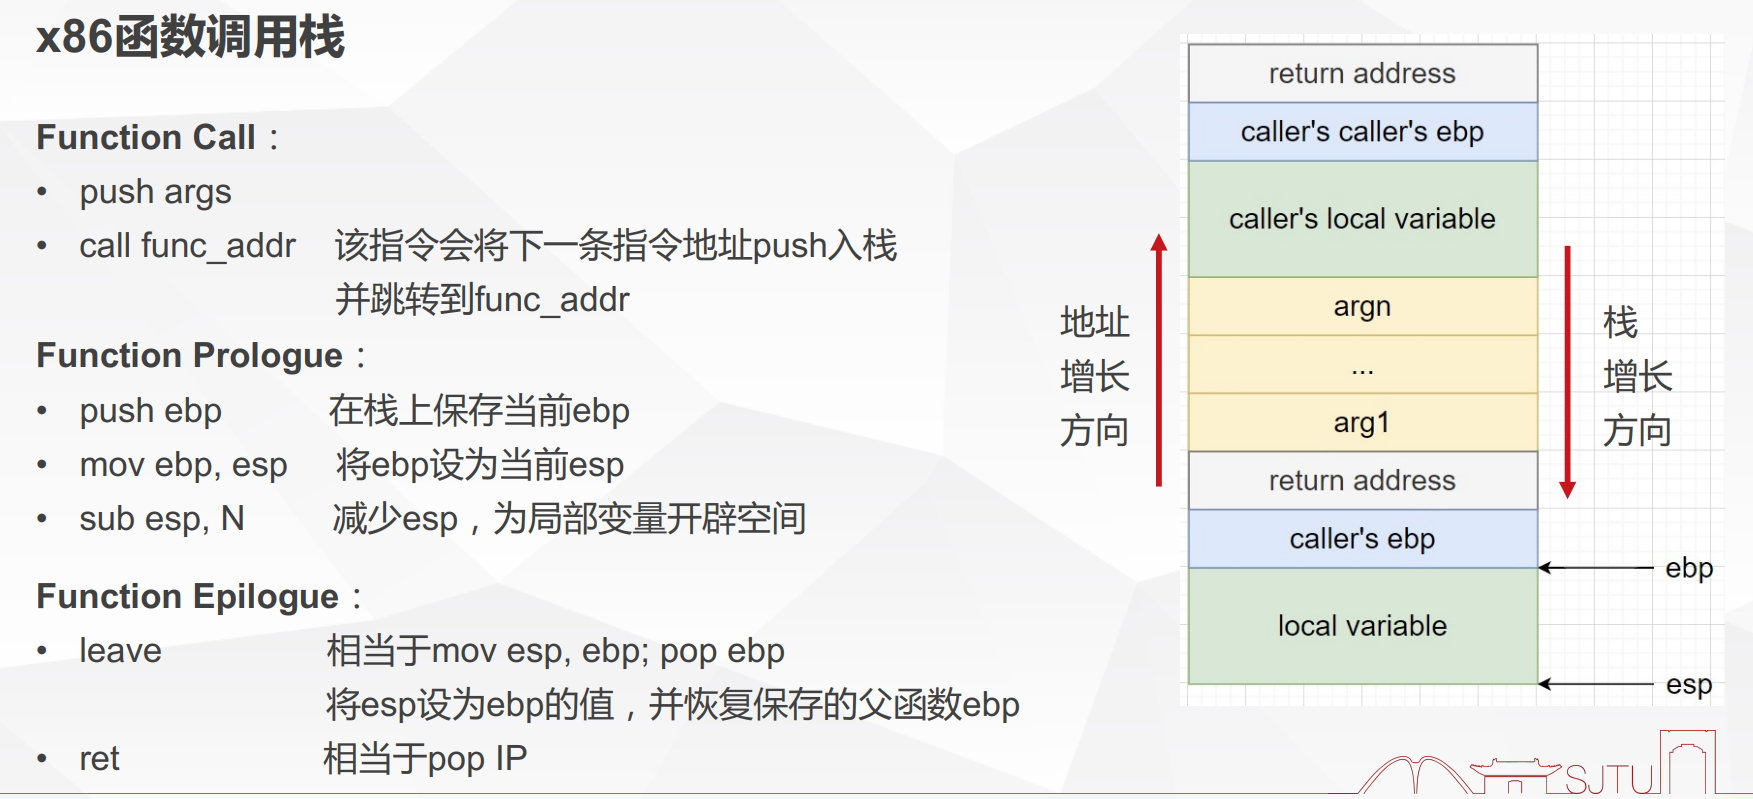 x86函数调用栈
Function Call：
• push args
• call func_addr 该指令会将下一条指令地址push入栈
并跳转到func_addr
Function Prologue：
• push ebp 在栈上保存当前ebp
• mov ebp, esp 将ebp设为当前esp
• sub esp, N 减少esp，为局部变量开辟空间
Function Epilogue：
• leave 相当于mov esp, ebp; pop ebp
将esp设为ebp的值，并恢复保存的父函数ebp
• ret 相当于pop IP
return address
caller's caller's ebp
caller's local variable
argn
...
arg1
return address
caller's ebp
local variable
地址
增长
方向
栈
增长
方向
ebp
esp
SJTU